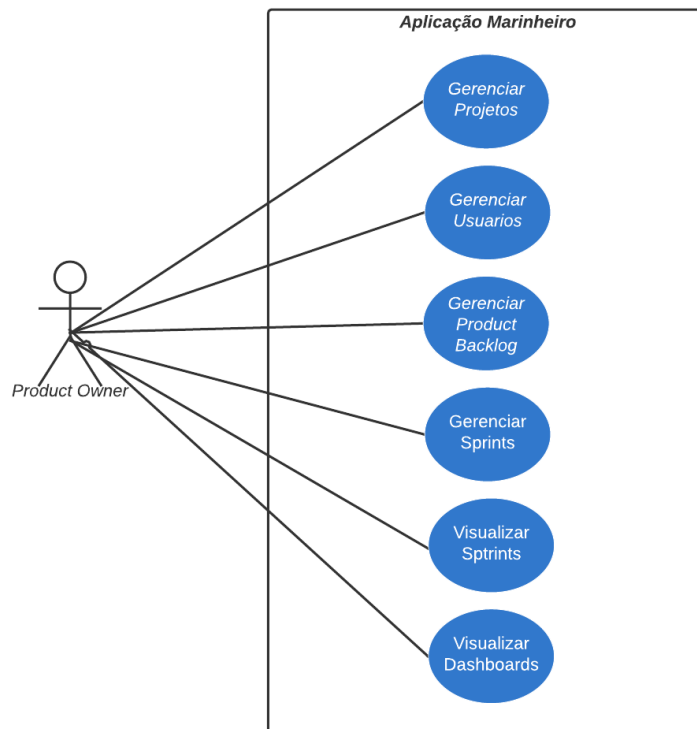 Aplicação Marinheiro
Gerenciar
Projetos
Gerenciar
Usuarios
Gerenciar
Product
Backlog
Product Owner
Gerenciar
Sprints
Visualizar
Sptrints
Visualizar
Dashboards